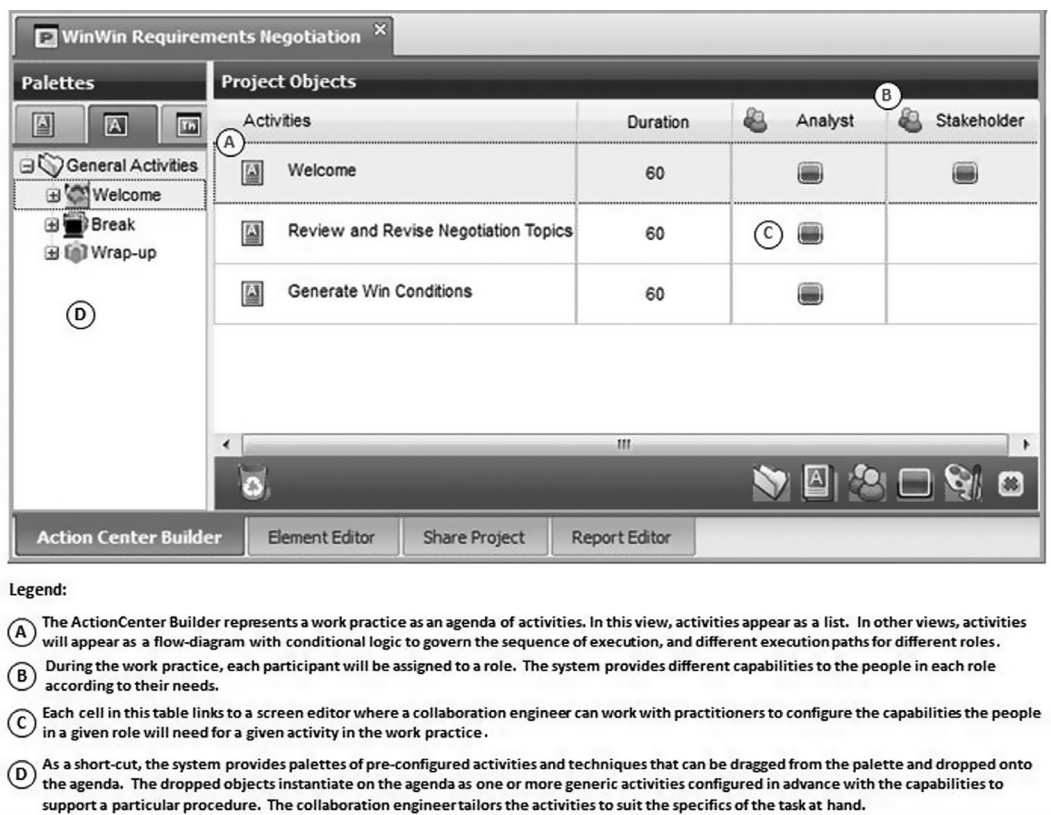 WinWin Requirements Negotiation
Palettes
Project Objects
B
A A Th
Activities Duration Analyst Stakeholder
A
General Activities
Welcome 60
Welcome
Break
Review and Revise Negotiation Topics 60 C
Wrap-up
Generate Win Conditions 60
D
Action Center Builder Element Editor Share Project Report Editor
Legend:
A The ActionCenter Builder represents a work practice as an agenda of activities. In this view, activities appear as a list. In other views, activities
will appear as a flow-diagram with conditional logic to govern the sequence of execution, and different execution paths for different roles.
B During the work practice, each participant will be assigned to a role. The system provides different capabilities to the people in each role
according to their needs.
C Each cell in this table links to a screen editor where a collaboration engineer can work with practitioners to configure the capabilities the people
in a given role will need for a given activity in the work practice.
D As a short-cut, the system provides palettes of pre-configured activities and techniques that can be dragged from the palette and dropped onto
the agenda. The dropped objects instantiate on the agenda as one or more generic activities configured in advance with the capabilities to
support a particular procedure. The collaboration engineer tailors the activities to suit the specifics of the task at hand.